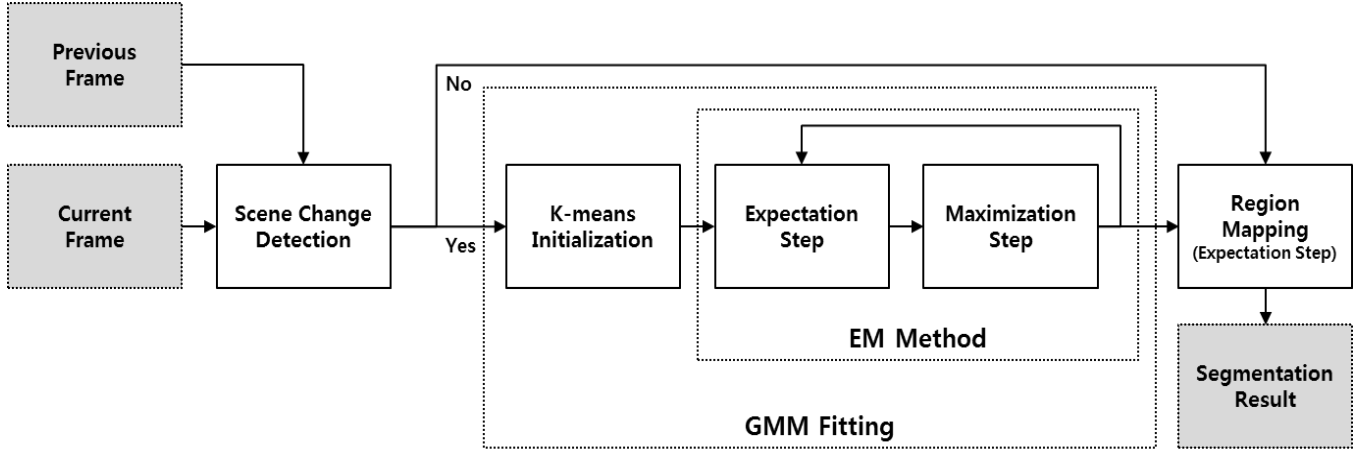 Previous
Frame
No
Current
Frame
Scene Change
Detection
Yes
K-means
Initialization
Expectation
Step
Maximization
Step
Region
Mapping
(Expectation Step)
EM Method
GMM Fitting
Segmentation
Result